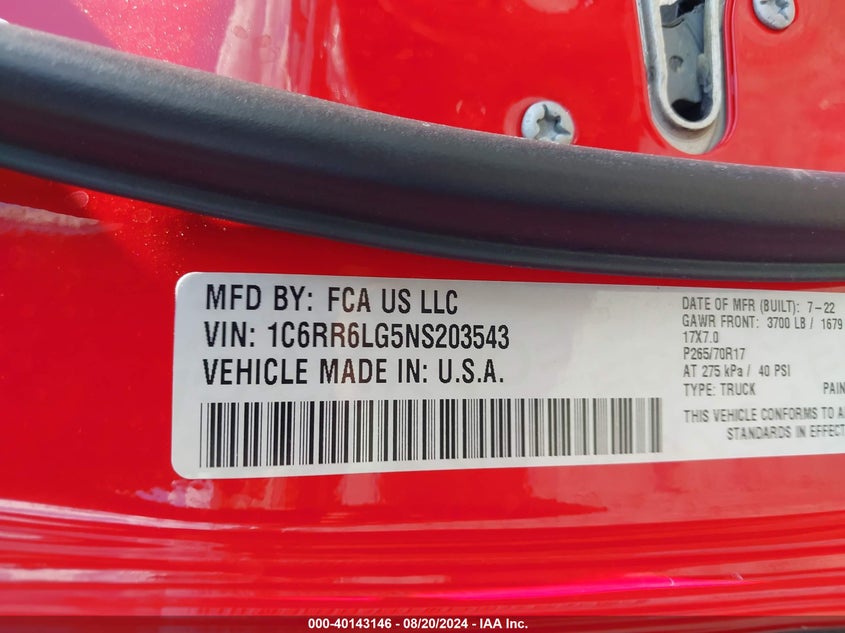 MFD BY: FCA US LLC
VIN: 1C6RR6LG5NS203543
VEHICLE MADE IN: U.S.A.
DATE OF MFR (BUILT): 7-22
GAWR FRONT: 3700 LB / 1679
17X7.0
P265/70R17
AT 275 kPa / 40 PSI
TYPE: TRUCK PAIN
THIS VEHICLE CONFORMS TO A
STANDARDS IN EFFECT
000-40143146 - 08/20/2024 - IAA Inc.